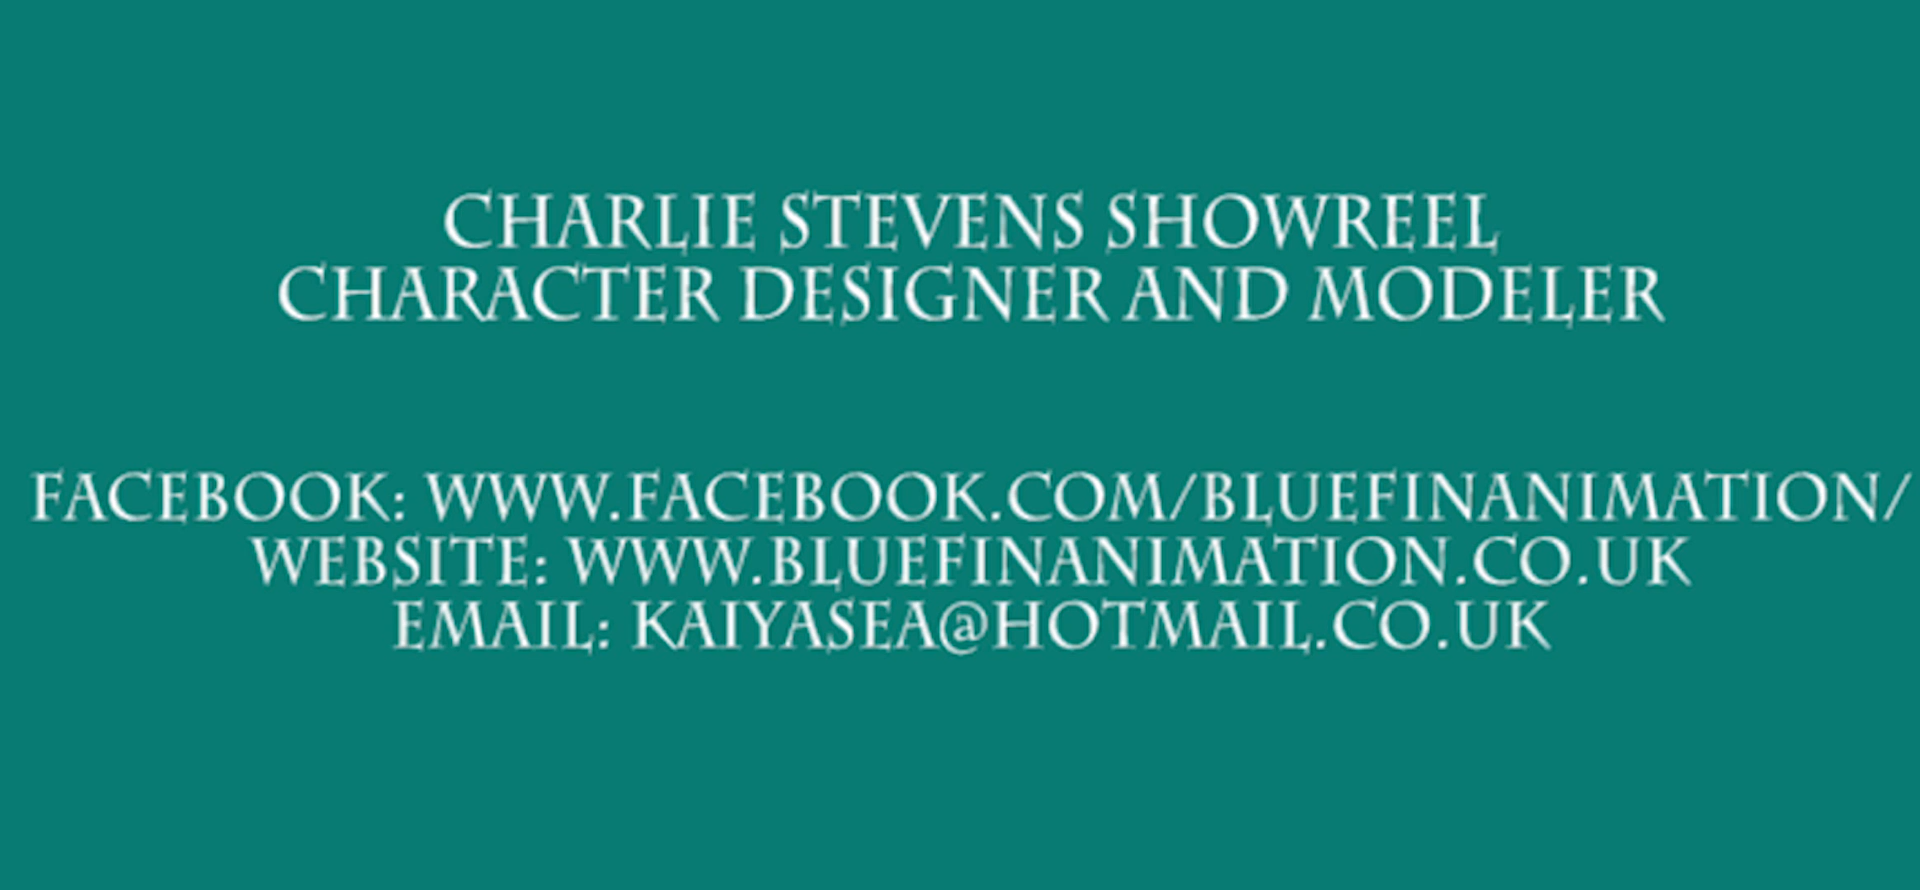 CHARLIE STEVENS SHOWREEL
CHARACTER DESIGNER AND MODELER
FACEBOOK: WWW.FACEBOOK.COM/BLUEFINANIMATION/
WEBSITE: WWW.BLUEFINANIMATION.CO.UK
EMAIL: KAIYASEA@HOTMAIL.CO.UK